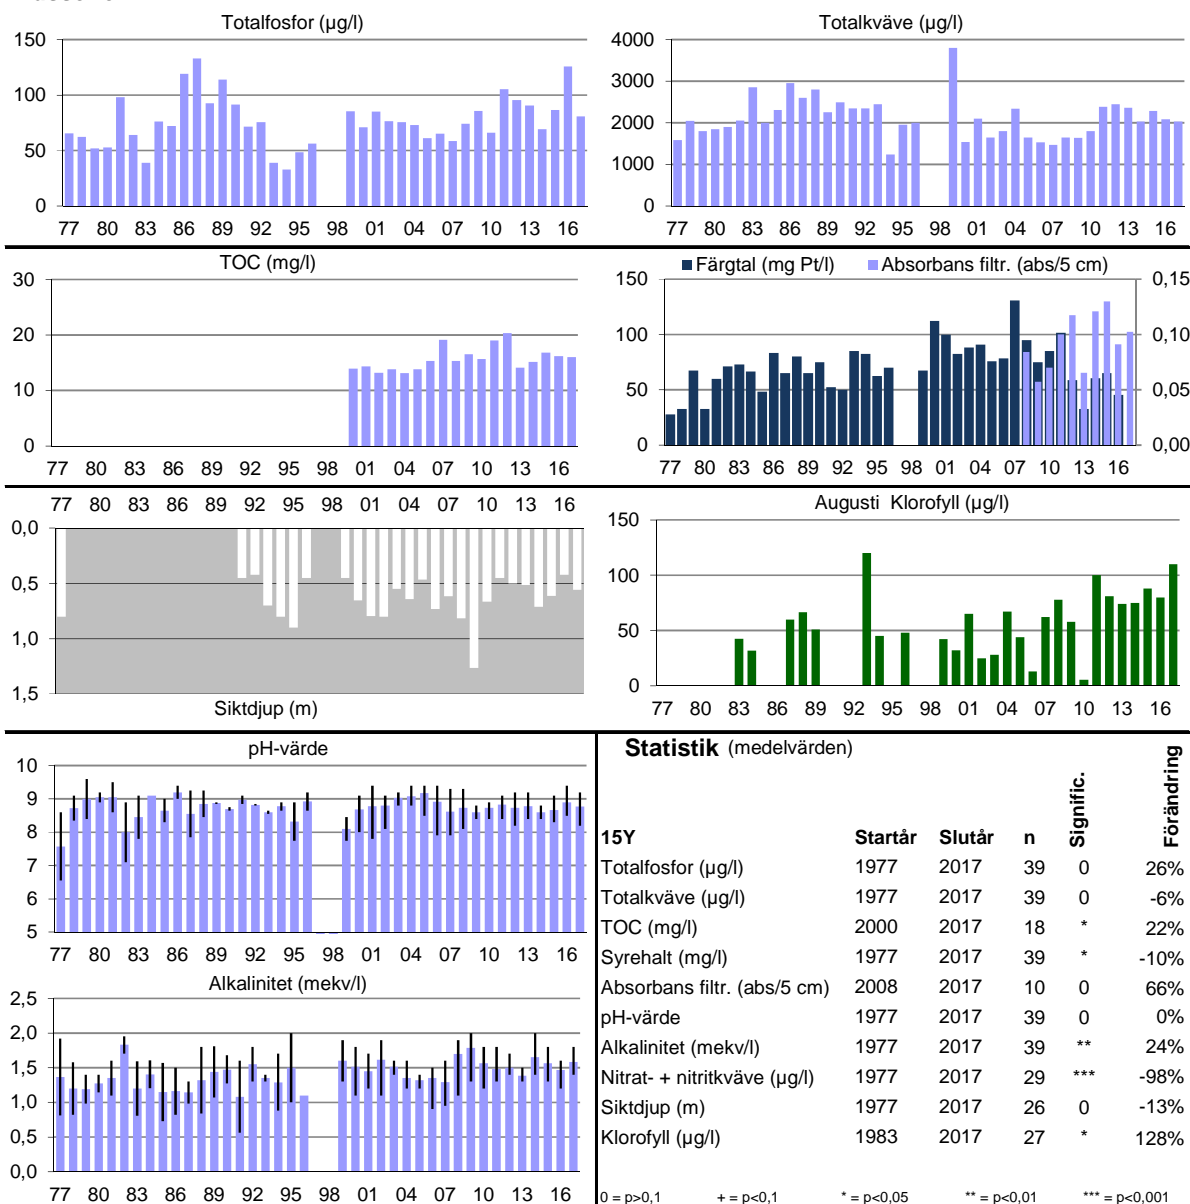 Totalfosfor (µg/l)
150
100
50
0
77 80 83 86 89 92 95 98 01 04 07 10 13 16
Totalkväve (µg/l)
4000
3000
2000
1000
0
77 80 83 86 89 92 95 98 01 04 07 10 13 16
TOC (mg/l)
30
20
10
0
77 80 83 86 89 92 95 98 01 04 07 10 13 16
Färgtal (mg Pt/l) Absorbans filtr. (abs/5 cm)
150 0,15
100 0,10
50 0,05
0 0,00
77 80 83 86 89 92 95 98 01 04 07 10 13 16
77 80 83 86 89 92 95 98 01 04 07 10 13 16
0,0
0,5
1,0
1,5
Siktdjup (m)
Augusti Klorofyll (µg/l)
150
100
50
0
77 80 83 86 89 92 95 98 01 04 07 10 13 16
pH-värde
10
9
8
7
6
5
77 80 83 86 89 92 95 98 01 04 07 10 13 16
Alkalinitet (mekv/l)
2,5
2,0
1,5
1,0
0,5
0,0
77 80 83 86 89 92 95 98 01 04 07 10 13 16
Statistik (medelvärden)
15Y Startår Slutår n Signific. Förändring
Totalfosfor (µg/l) 1977 2017 39 0 26%
Totalkväve (µg/l) 1977 2017 39 0 -6%
TOC (mg/l) 2000 2017 18 * 22%
Syrehalt (mg/l) 1977 2017 39 * -10%
Absorbans filtr. (abs/5 cm) 2008 2017 10 0 66%
pH-värde 1977 2017 39 0 0%
Alkalinitet (mekv/l) 1977 2017 39 ** 24%
Nitrat- + nitritkväve (µg/l) 1977 2017 29 *** -98%
Siktdjup (m) 1977 2017 26 0 -13%
Klorofyll (µg/l) 1983 2017 27 * 128%
0 = p>0,1 + = p<0,1 * = p<0,05 ** = p<0,01 *** = p<0,001